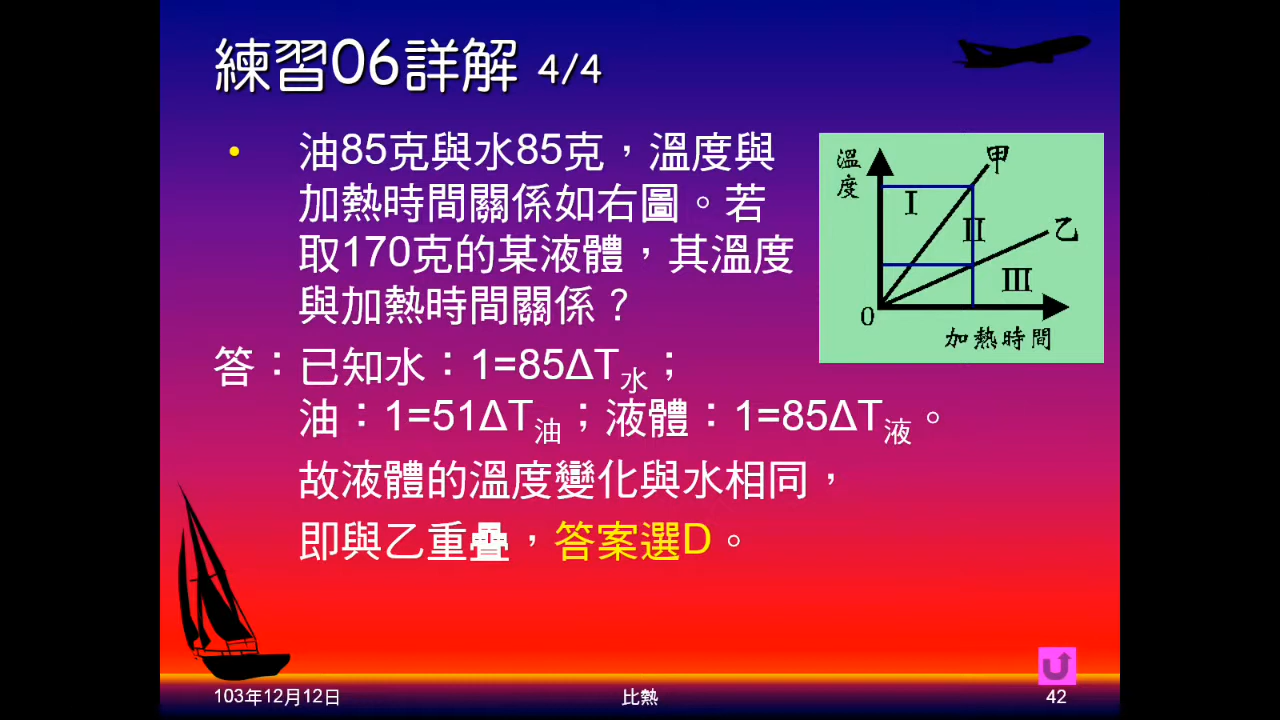 練習06詳解 4/4
• 油85克與水85克，溫度與
加熱時間關係如右圖。若
取170克的某液體，其溫度
與加熱時間關係？
溫度
甲
I
II
乙
III
0
加熱時間
答：已知水：1=85ΔT水；
油：1=51ΔT油；液體：1=85ΔT液。
故液體的溫度變化與水相同，
即與乙重疊，答案選D。
103年12月12日
比熱
42